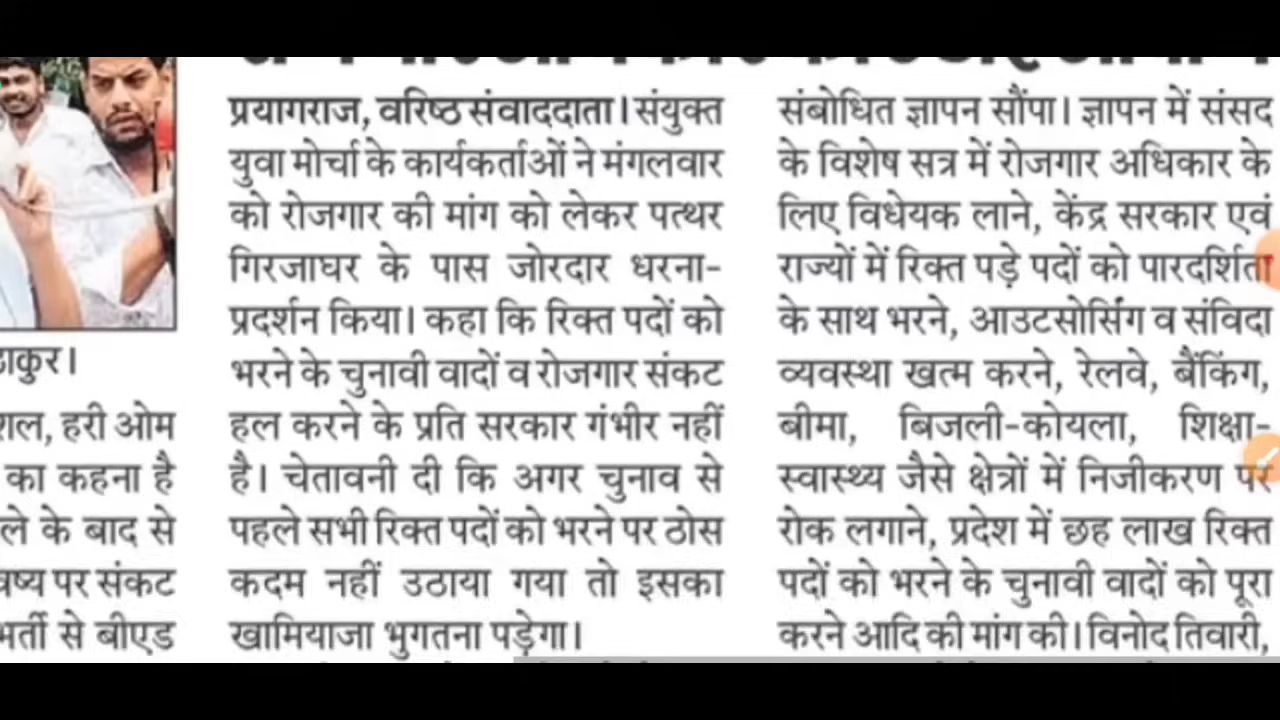 ठाकुर।
हरी ओम
का कहना है
के बाद से
पर संकट
भर्ती से बीएड
प्रयागराज, वरिष्ठ संवाददाता। संयुक्त
युवा मोर्चा के कार्यकर्ताओं ने मंगलवार
को रोजगार की मांग को लेकर पत्थर
गिरजाघर के पास जोरदार धरना-
प्रदर्शन किया। कहा कि रिक्त पदों को
भरने के चुनावी वादों व रोजगार संकट
हल करने के प्रति सरकार गंभीर नहीं
है। चेतावनी दी कि अगर चुनाव से
पहले सभी रिक्त पदों को भरने पर ठोस
कदम नहीं उठाया गया तो इसका
खामियाजा भुगतना पड़ेगा।
संबोधित ज्ञापन सौंपा। ज्ञापन में संसद
के विशेष सत्र में रोजगार अधिकार के
लिए विधेयक लाने, केंद्र सरकार एवं
राज्यों में रिक्त पड़े पदों को पारदर्शिता
के साथ भरने, आउटसोर्सिंग व संविदा
व्यवस्था खत्म करने, रेलवे, बैंकिंग,
बीमा, बिजली-कोयला, शिक्षा-
स्वास्थ्य जैसे क्षेत्रों में निजीकरण पर
रोक लगाने, प्रदेश में छह लाख रिक्त
पदों को भरने के चुनावी वादों को पूरा
करने आदि की मांग की। विनोद तिवारी,